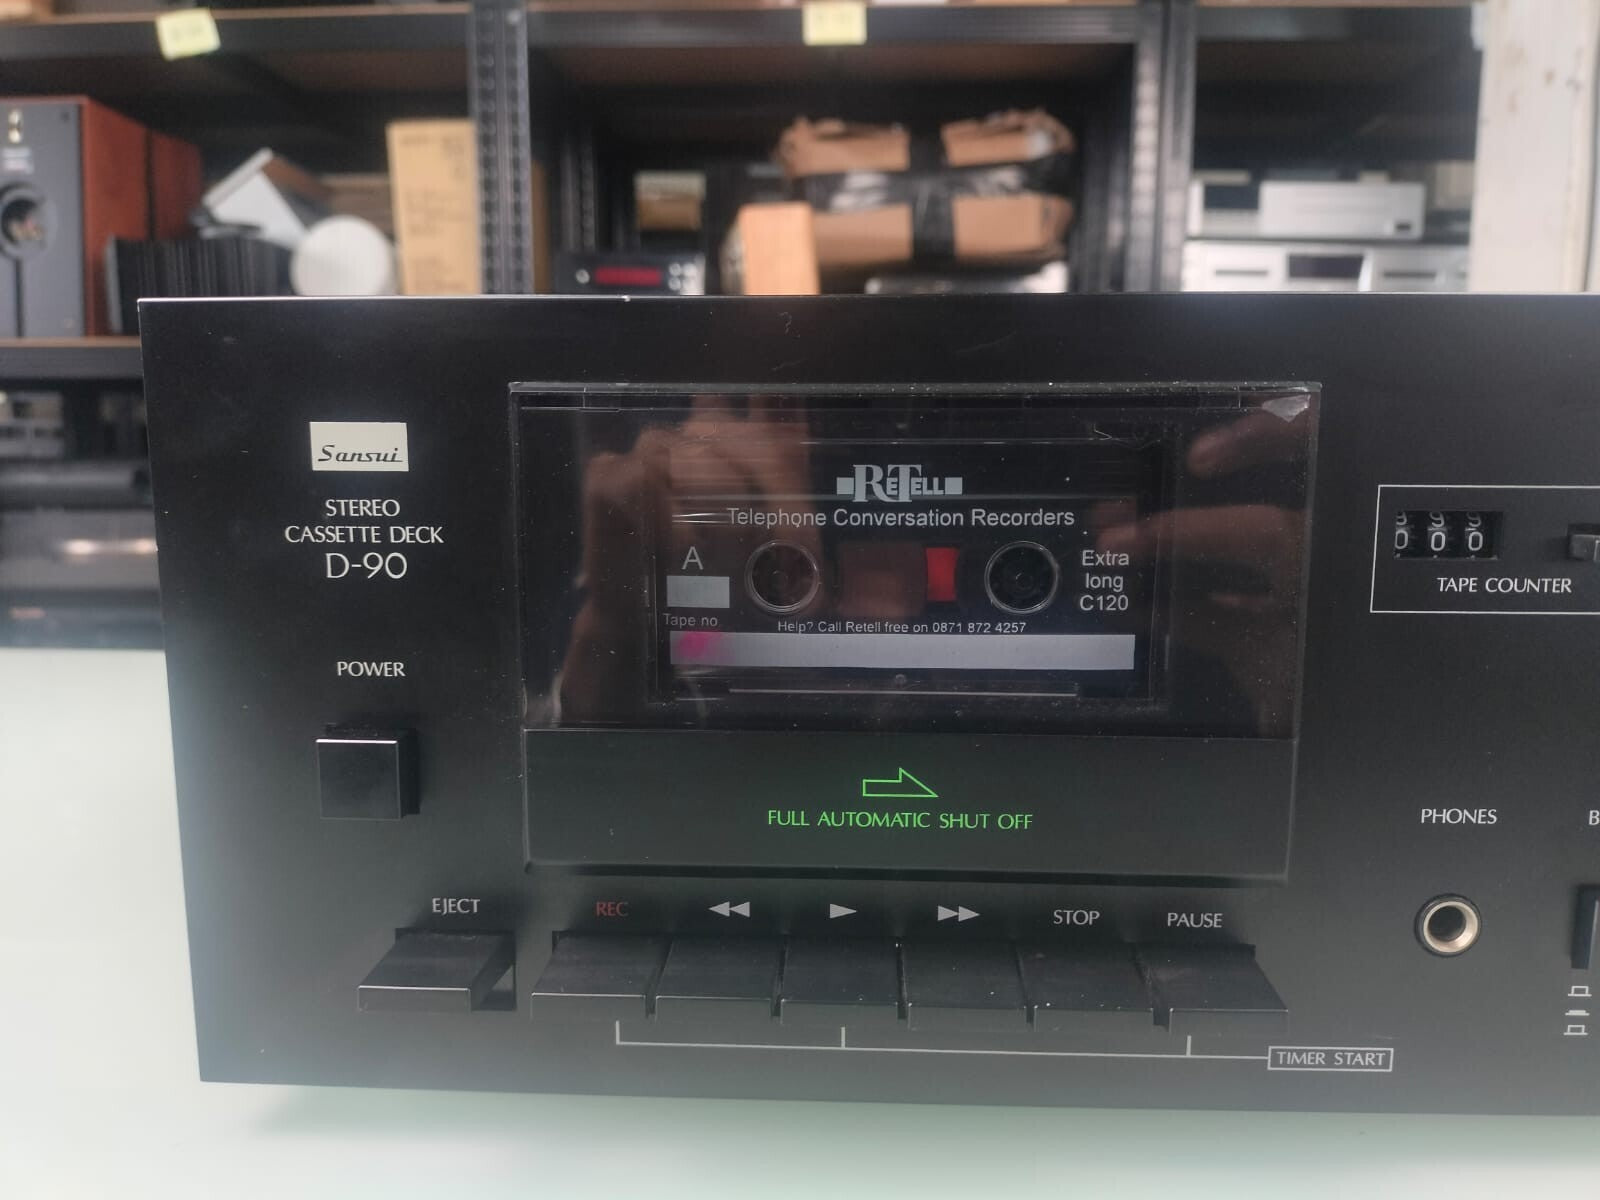 Sansui
STEREO
CASSETTE DECK
D-90
POWER
RETELL
Telephone Conversation Recorders
A
Extra
long
C120
Tape no.
Help? Call Retell free on 0871 872 4257
FULL AUTOMATIC SHUT OFF
000
TAPE COUNTER
PHONES
B
EJECT
REC
STOP
PAUSE
TIMER START